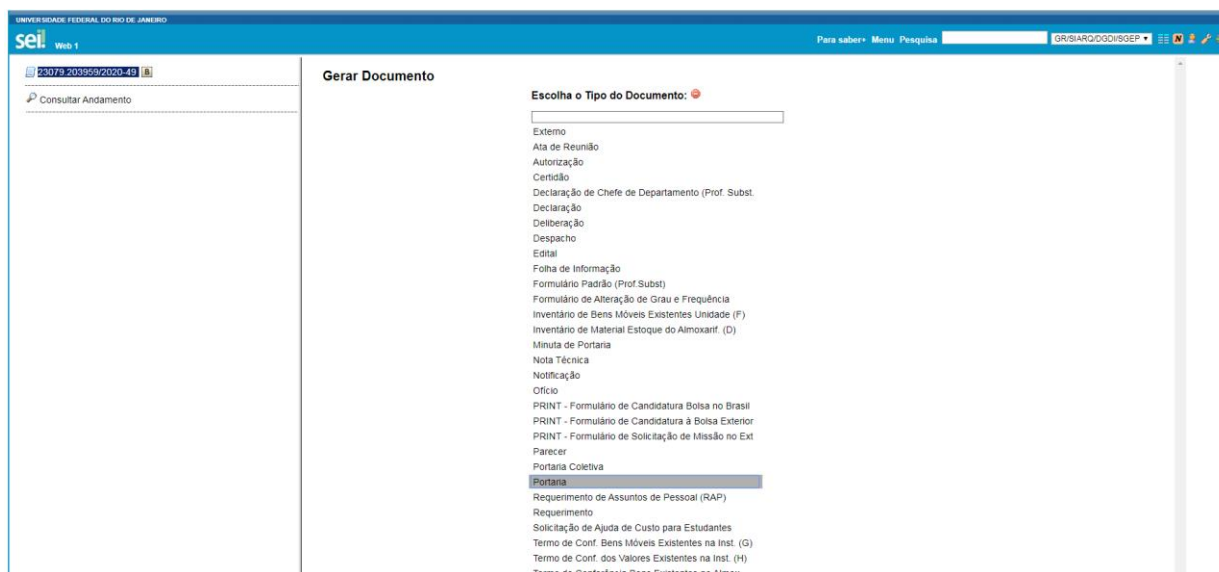 UNIVERSIDADE FEDERAL DO RIO DE JANEIRO
sei! Web 1
Para saber+ Menu Pesquisa GR/SIARQ/DGDI/SGEP
23079.203959/2020-49
Consultar Andamento
Gerar Documento
Escolha o Tipo do Documento:
Externo
Ata de Reunião
Autorização
Certidão
Declaração de Chefe de Departamento (Prof. Subst.
Declaração
Deliberação
Despacho
Edital
Folha de Informação
Formulário Padrão (Prof.Subst)
Formulário de Alteração de Grau e Frequência
Inventário de Bens Móveis Existentes Unidade (F)
Inventário de Material Estoque do Almoxarif. (D)
Minuta de Portaria
Nota Técnica
Notificação
Ofício
PRINT - Formulário de Candidatura Bolsa no Brasil
PRINT - Formulário de Candidatura à Bolsa Exterior
PRINT - Formulário de Solicitação de Missão no Ext
Parecer
Portaria Coletiva
Portaria
Requerimento de Assuntos de Pessoal (RAP)
Requerimento
Solicitação de Ajuda de Custo para Estudantes
Termo de Conf. Bens Móveis Existentes na Inst. (G)
Termo de Conf. dos Valores Existentes na Inst. (H)